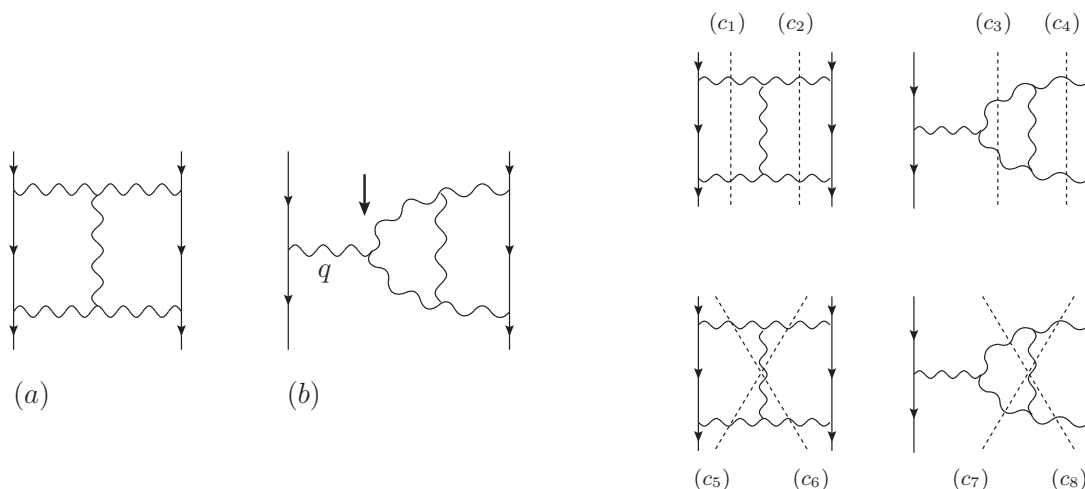 (c₁) (c₂) (c₃) (c₄)
q
(a) (b)
(c₅) (c₆) (c₇) (c₈)